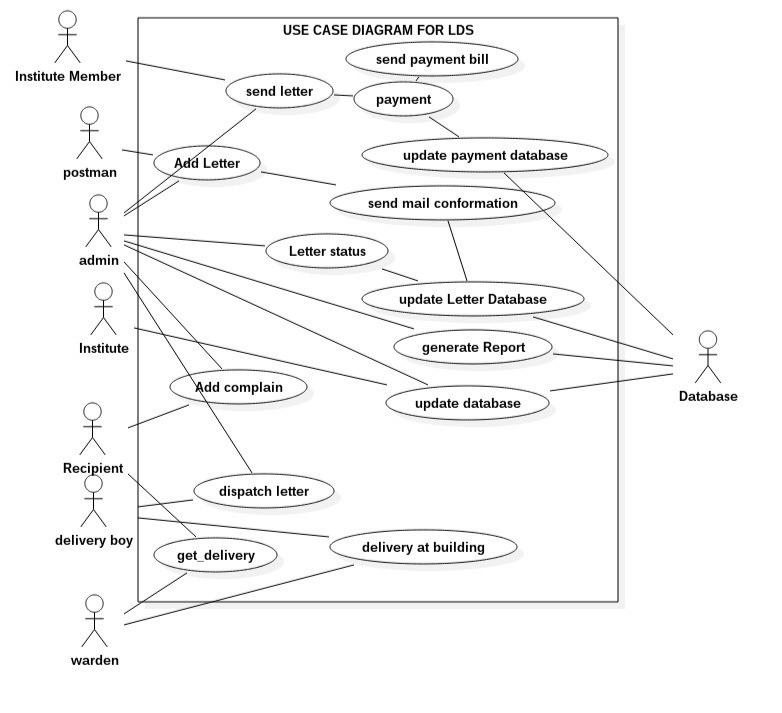 USE CASE DIAGRAM FOR LDS
send payment bill
Institute Member
send letter
payment
update payment database
Add Letter
postman
send mail conformation
Letter status
admin
update Letter Database
generate Report
Institute
Add complain
Database
update database
Recipient
dispatch letter
delivery boy
delivery at building
get_delivery
warden